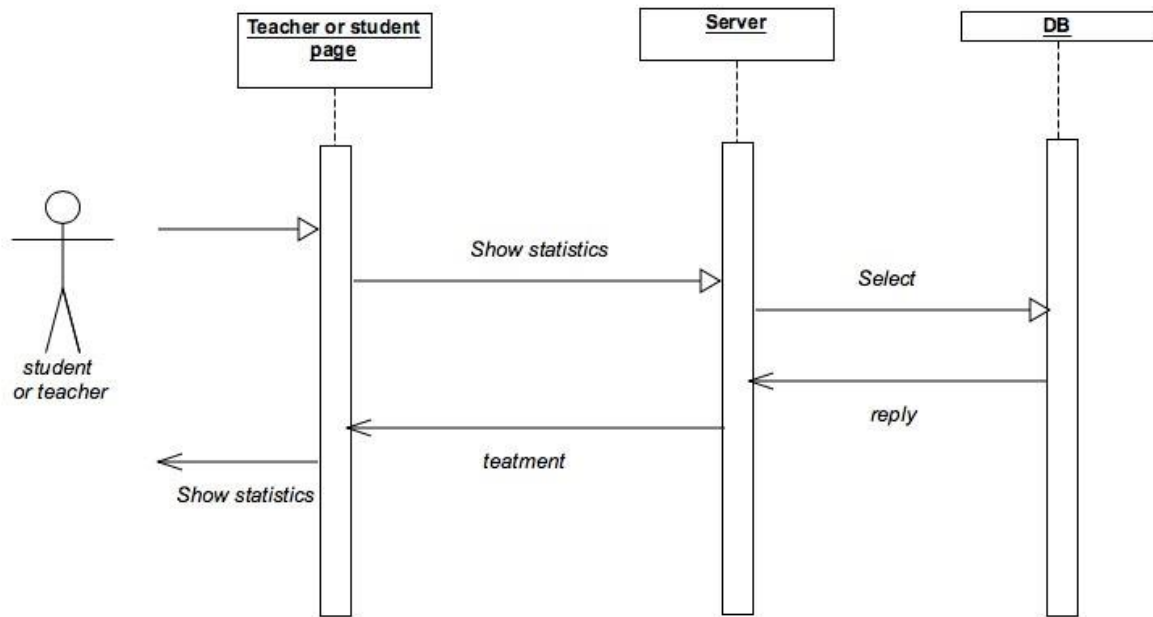 Teacher or student
page
Server
DB
Show statistics
Select
student
or teacher
reply
teatment
Show statistics